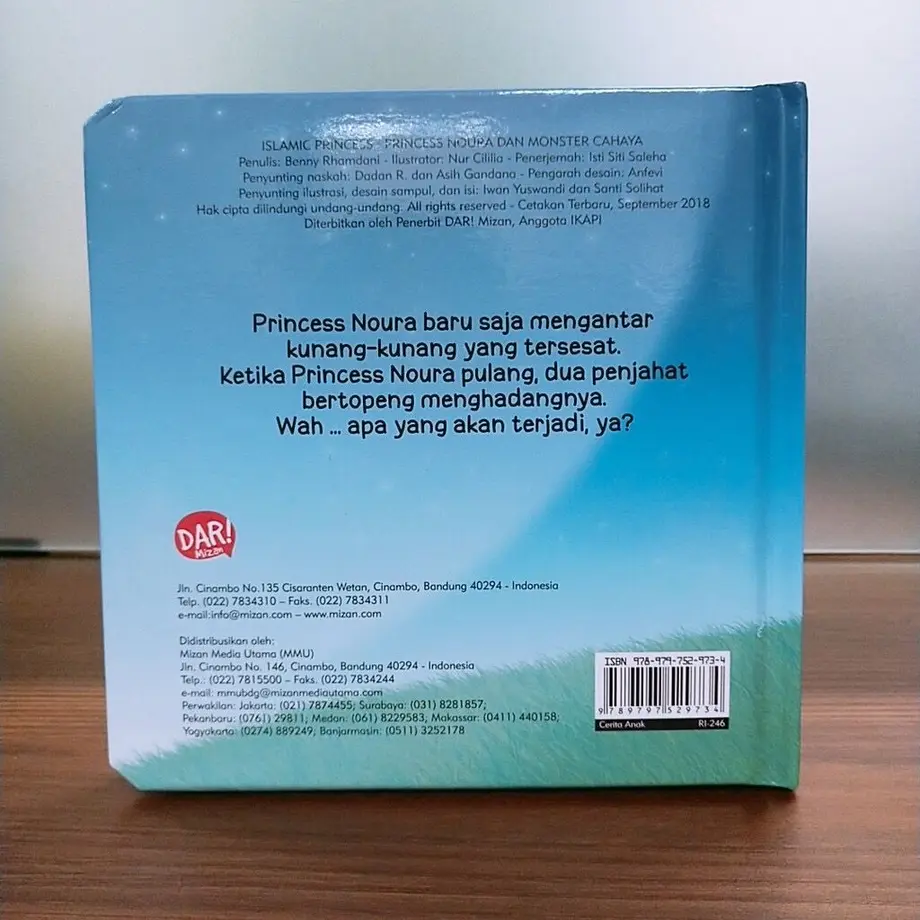 ISLAMIC PRINCESS - PRINCESS NOURA DAN MONSTER CAHAYA
Penulis: Benny Rhamdani - Ilustrator: Nur Cililia - Penerjemah: Isti Siti Saleha
Penyunting naskah: Dadan R. dan Asih Gandana - Pengarah desain: Anfevi
Penyunting ilustrasi, desain sampul, dan isi: Iwan Yuswandi dan Santi Solihat
Hak cipta dilindungi undang-undang. All rights reserved - Cetakan Terbaru, September 2018
Diterbitkan oleh Penerbit DAR! Mizan, Anggota IKAPI
Princess Noura baru saja mengantar
kunang-kunang yang tersesat.
Ketika Princess Noura pulang, dua penjahat
bertopeng menghadangnya.
Wah ... apa yang akan terjadi, ya?
DAR!
Mizan
Jln. Cinambo No.135 Cisaranten Wetan, Cinambo, Bandung 40294 - Indonesia
Telp. (022) 7834310 – Faks. (022) 7834311
e-mail:info@mizan.com – www.mizan.com
Didistribusikan oleh:
Mizan Media Utama (MMU)
Jln. Cinambo No. 146, Cinambo, Bandung 40294 - Indonesia
Telp.: (022) 7815500 – Faks. (022) 7834244
e-mail: mmubdg@mizanmediautama.com
Perwakilan: Jakarta: (021) 7874455; Surabaya: (031) 8281857;
Pekanbaru: (0761) 29811; Medan: (061) 8229583, Makassar: (0411) 440158;
Yogyakarta: (0274) 889249; Banjarmasin: (0511) 3252178
ISBN 978-979-752-973-4
9 789797 529734
Cerita Anak RI-246